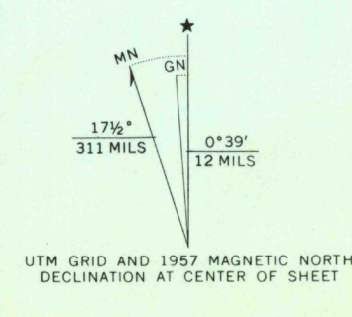 ★
MN
GN
17½°
311 MILS
0°39′
12 MILS
UTM GRID AND 1957 MAGNETIC NORTH
DECLINATION AT CENTER OF SHEET